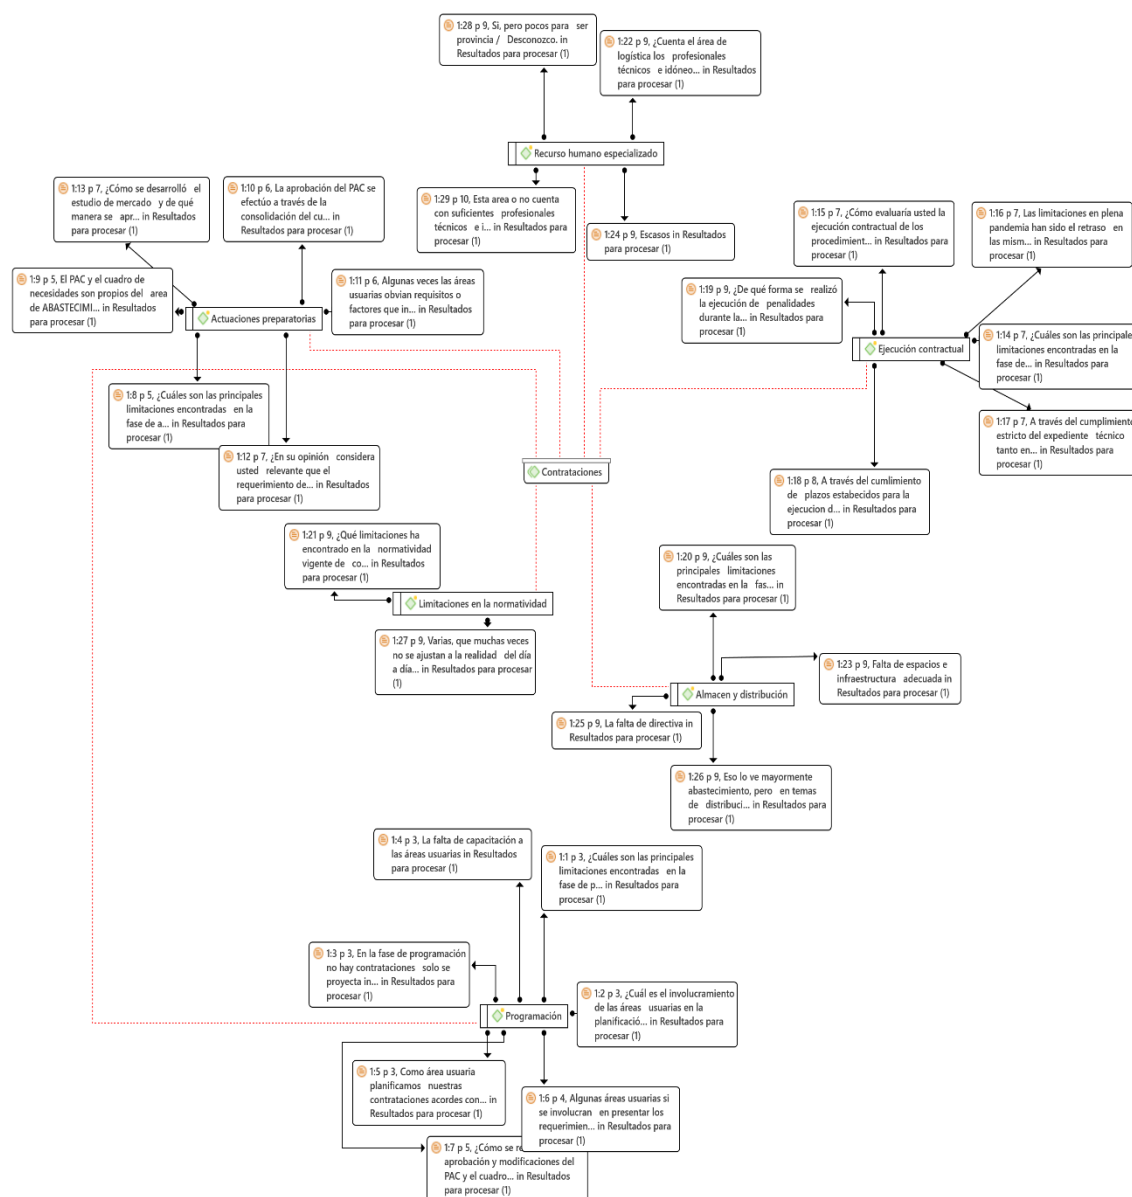 1:28 p 9, Si, pero pocos para ser
provincia / Desconozco. in
Resultados para procesar (1)
1:22 p 9, ¿Cuenta el área de
logística los profesionales
técnicos e idóneo... in Resultados
para procesar (1)
Recurso humano especializado
1:29 p 10, Esta area o no cuenta
con suficientes profesionales
técnicos e i... in Resultados para
procesar (1)
1:24 p 9, Escasos in Resultados
para procesar (1)
1:13 p 7, ¿Cómo se desarrolló el
estudio de mercado y de qué
manera se apr... in Resultados
para procesar (1)
1:10 p 6, La aprobación del PAC se
efectúo a través de la
consolidación del cu... in
Resultados para procesar (1)
1:9 p 5, El PAC y el cuadro de
necesidades son propios del area
de ABASTECIMI... in Resultados
para procesar (1)
1:11 p 6, Algunas veces las áreas
usuarias obvian requisitos o
factores que in... in Resultados
para procesar (1)
Actuaciones preparatorias
1:8 p 5, ¿Cuáles son las principales
limitaciones encontradas en la
fase de a... in Resultados para
procesar (1)
1:12 p 7, ¿En su opinión considera
usted relevante que el
requerimiento de... in Resultados
para procesar (1)
1:15 p 7, ¿Cómo evaluaría usted la
ejecución contractual de los
procedimient... in Resultados para
procesar (1)
1:16 p 7, Las limitaciones en plena
pandemia han sido el retraso en
las mism... in Resultados para
procesar (1)
1:19 p 9, ¿De qué forma se realizó
la ejecución de penalidades
durante la... in Resultados para
procesar (1)
Ejecución contractual
1:14 p 7, ¿Cuáles son las principales
limitaciones encontradas en la
fase de... in Resultados para
procesar (1)
1:17 p 7, A través del cumplimiento
estricto del expediente técnico
tanto en... in Resultados para
procesar (1)
1:18 p 8, A través del cumlimiento
de plazos estabecidos para la
ejecucion d... in Resultados para
procesar (1)
Contrataciones
1:21 p 9, ¿Qué limitaciones ha
encontrado en la normatividad
vigente de co... in Resultados
para procesar (1)
Limitaciones en la normatividad
1:27 p 9, Varias, que muchas veces
no se ajustan a la realidad del día
a día... in Resultados para procesar
(1)
1:20 p 9, ¿Cuáles son las
principales limitaciones
encontradas en la fas... in
Resultados para procesar (1)
1:23 p 9, Falta de espacios e
infraestructura adecuada in
Resultados para procesar (1)
Almacen y distribución
1:25 p 9, La falta de directiva in
Resultados para procesar (1)
1:26 p 9, Eso lo ve mayormente
abastecimiento, pero en temas
de distribuci... in Resultados para
procesar (1)
1:4 p 3, La falta de capacitación a
las áreas usuarias in Resultados
para procesar (1)
1:1 p 3, ¿Cuáles son las principales
limitaciones encontradas en la
fase de p... in Resultados para
procesar (1)
1:3 p 3, En la fase de programación
no hay contrataciones solo se
proyecta in... in Resultados para
procesar (1)
1:2 p 3, ¿Cuál es el involucramiento
de las áreas usuarias en la
planificació... in Resultados para
procesar (1)
Programación
1:5 p 3, Como área usuaria
planificamos nuestras
contrataciones acordes con... in
Resultados para procesar (1)
1:6 p 4, Algunas áreas usuarias si
se involucran en presentar los
requerimien... in Resultados para
procesar (1)
1:7 p 5, ¿Cómo se
aprobación y modificaciones del
PAC y el cuadro... in Resultados
para procesar (1)